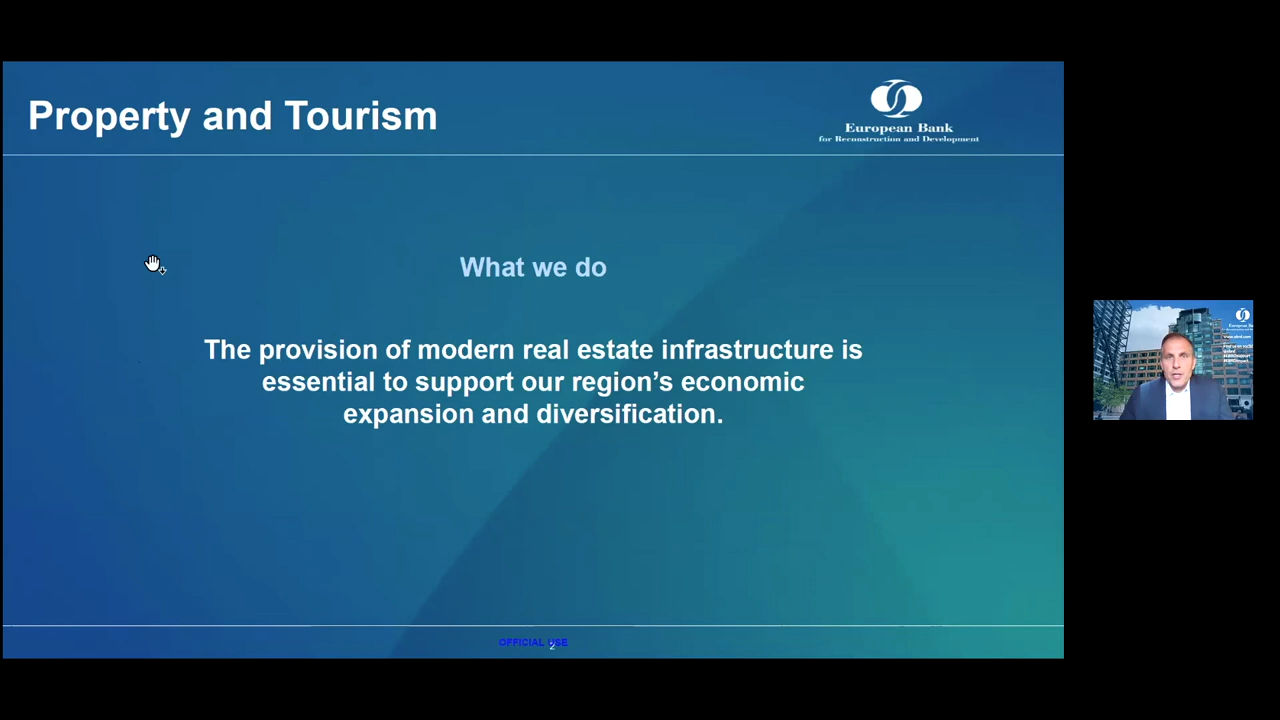 Property and Tourism
European Bank
for Reconstruction and Development
What we do
The provision of modern real estate infrastructure is
essential to support our region's economic
expansion and diversification.
OFFICIAL USE
2